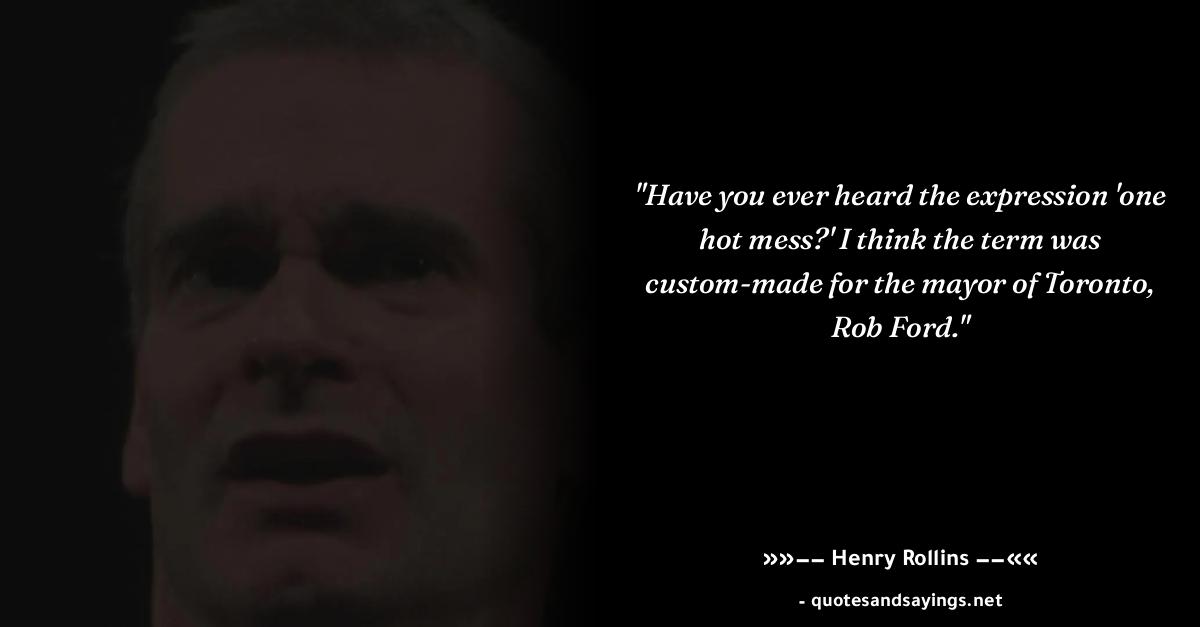 "Have you ever heard the expression 'one
hot mess?' I think the term was
custom-made for the mayor of Toronto,
Rob Ford."
»»−− Henry Rollins −−««
- quotesandsayings.net